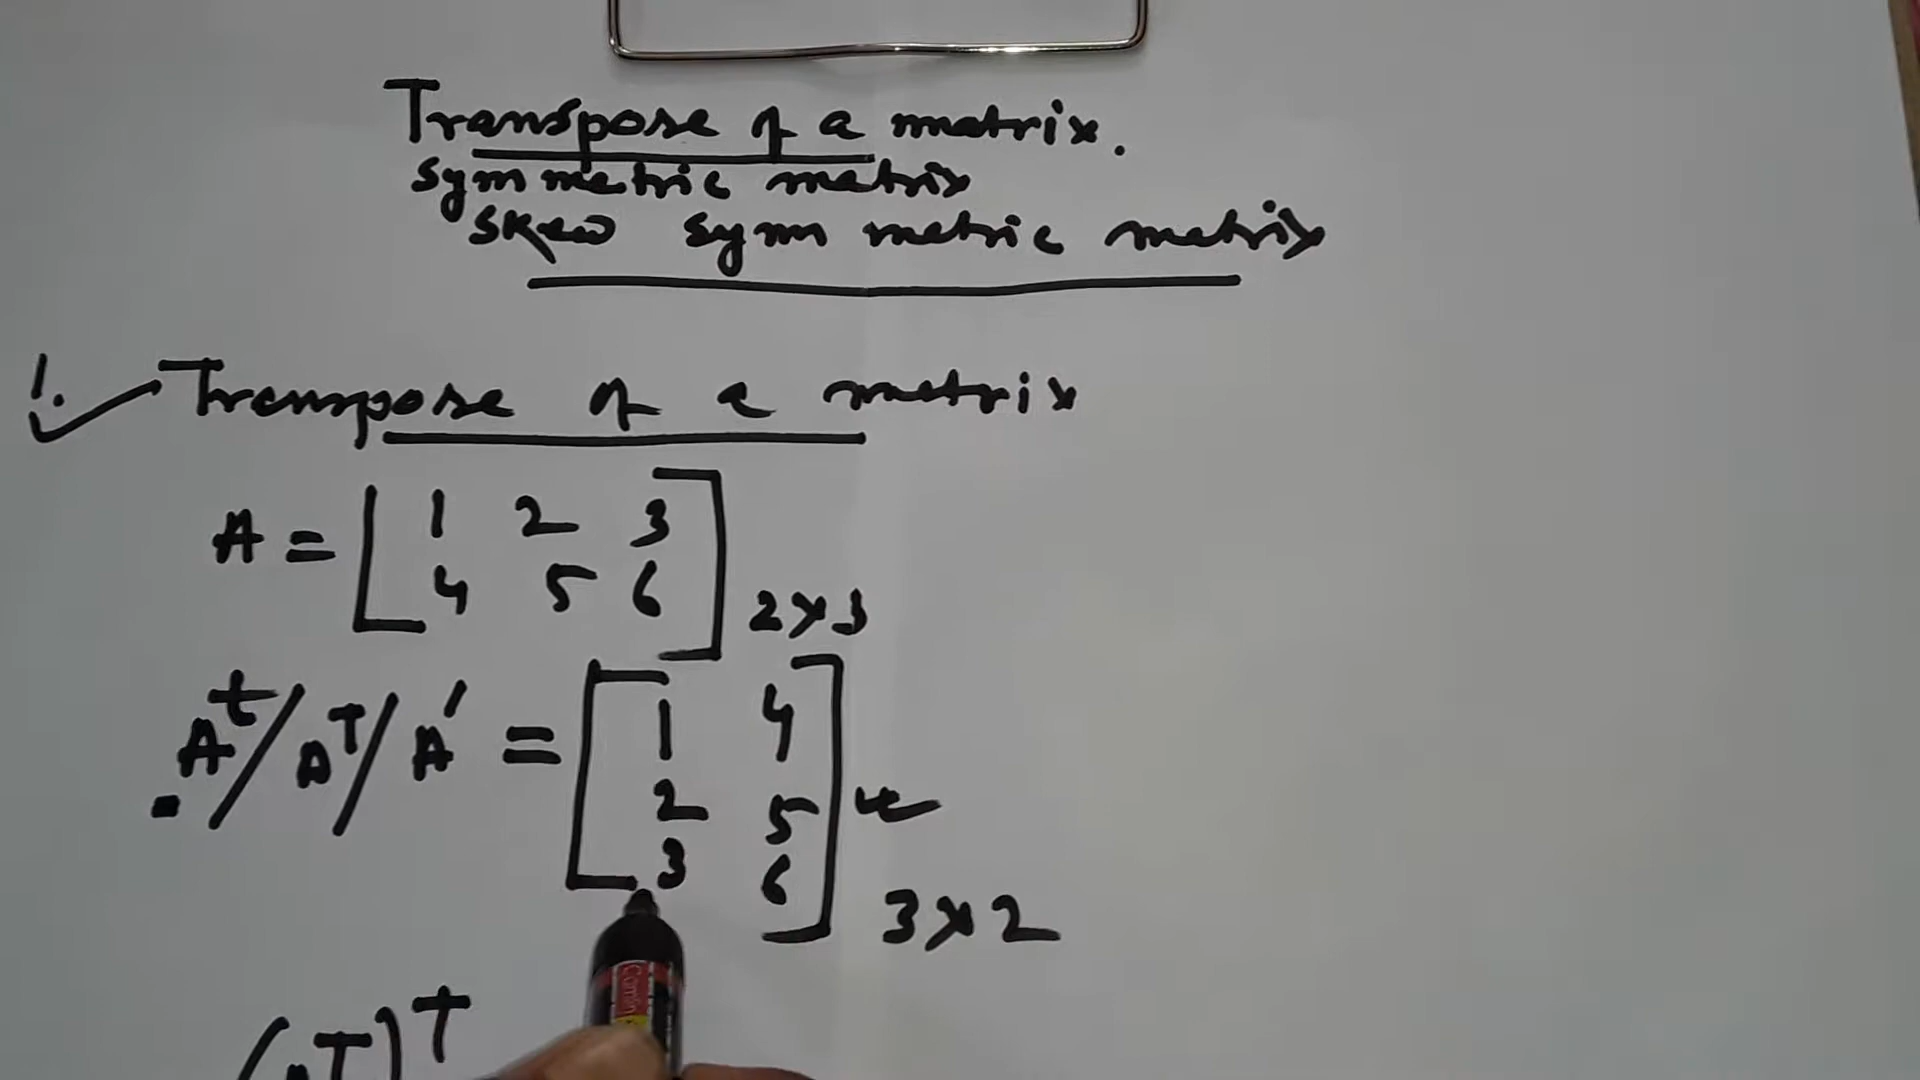 Transpose of a matrix.
symmetric matrix
skew symmetric matrix
1. Transpose of a matrix
A = [ 1 2 3
4 5 6 ] 2×3
A^t / A^T / A' = [ 1 4
2 5
3 6 ] 3×2
(A^T)^T
Camlin